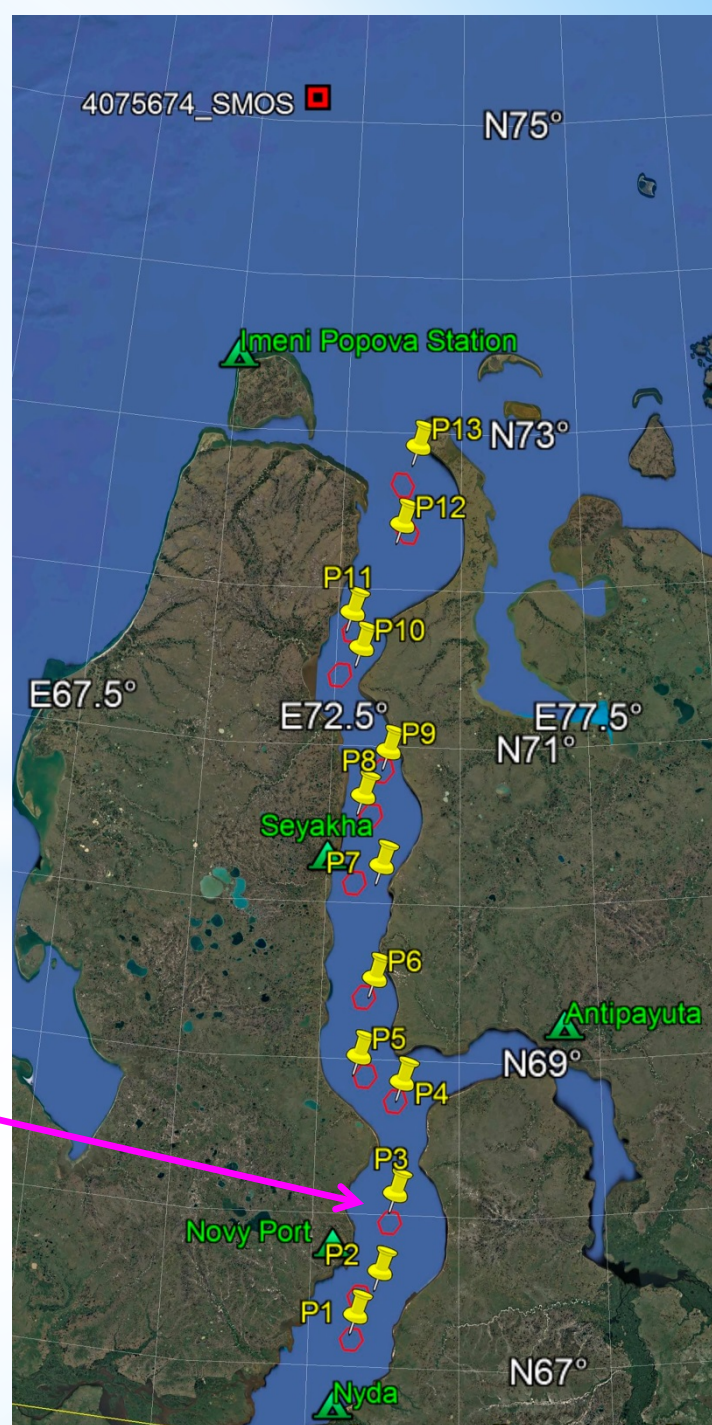 4075674_SMOS
N75°
Imeni Popova Station
P13
N73°
P12
P11
P10
E67.5°
E72.5°
E77.5°
P9
N71°
P8
Seyakha
P7
P6
Antipayuta
P5
N69°
P4
P3
Novy Port
P2
P1
N67°
Nyda